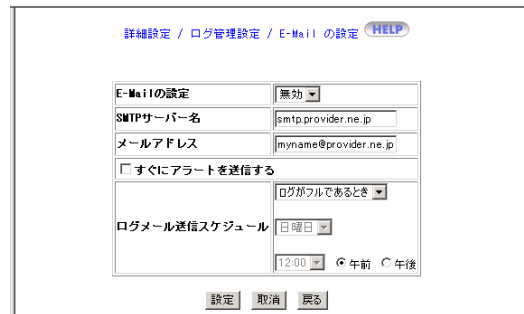 詳細設定 / ログ管理設定 / E-Mail の設定 HELP
E-Mailの設定 無効
SMTPサーバー名 smtp.provider.ne.jp
メールアドレス myname@provider.ne.jp
すぐにアラートを送信する
ログがフルであるとき
ログメール送信スケジュール 日曜日
12:00 午前 午後
設定 取消 戻る